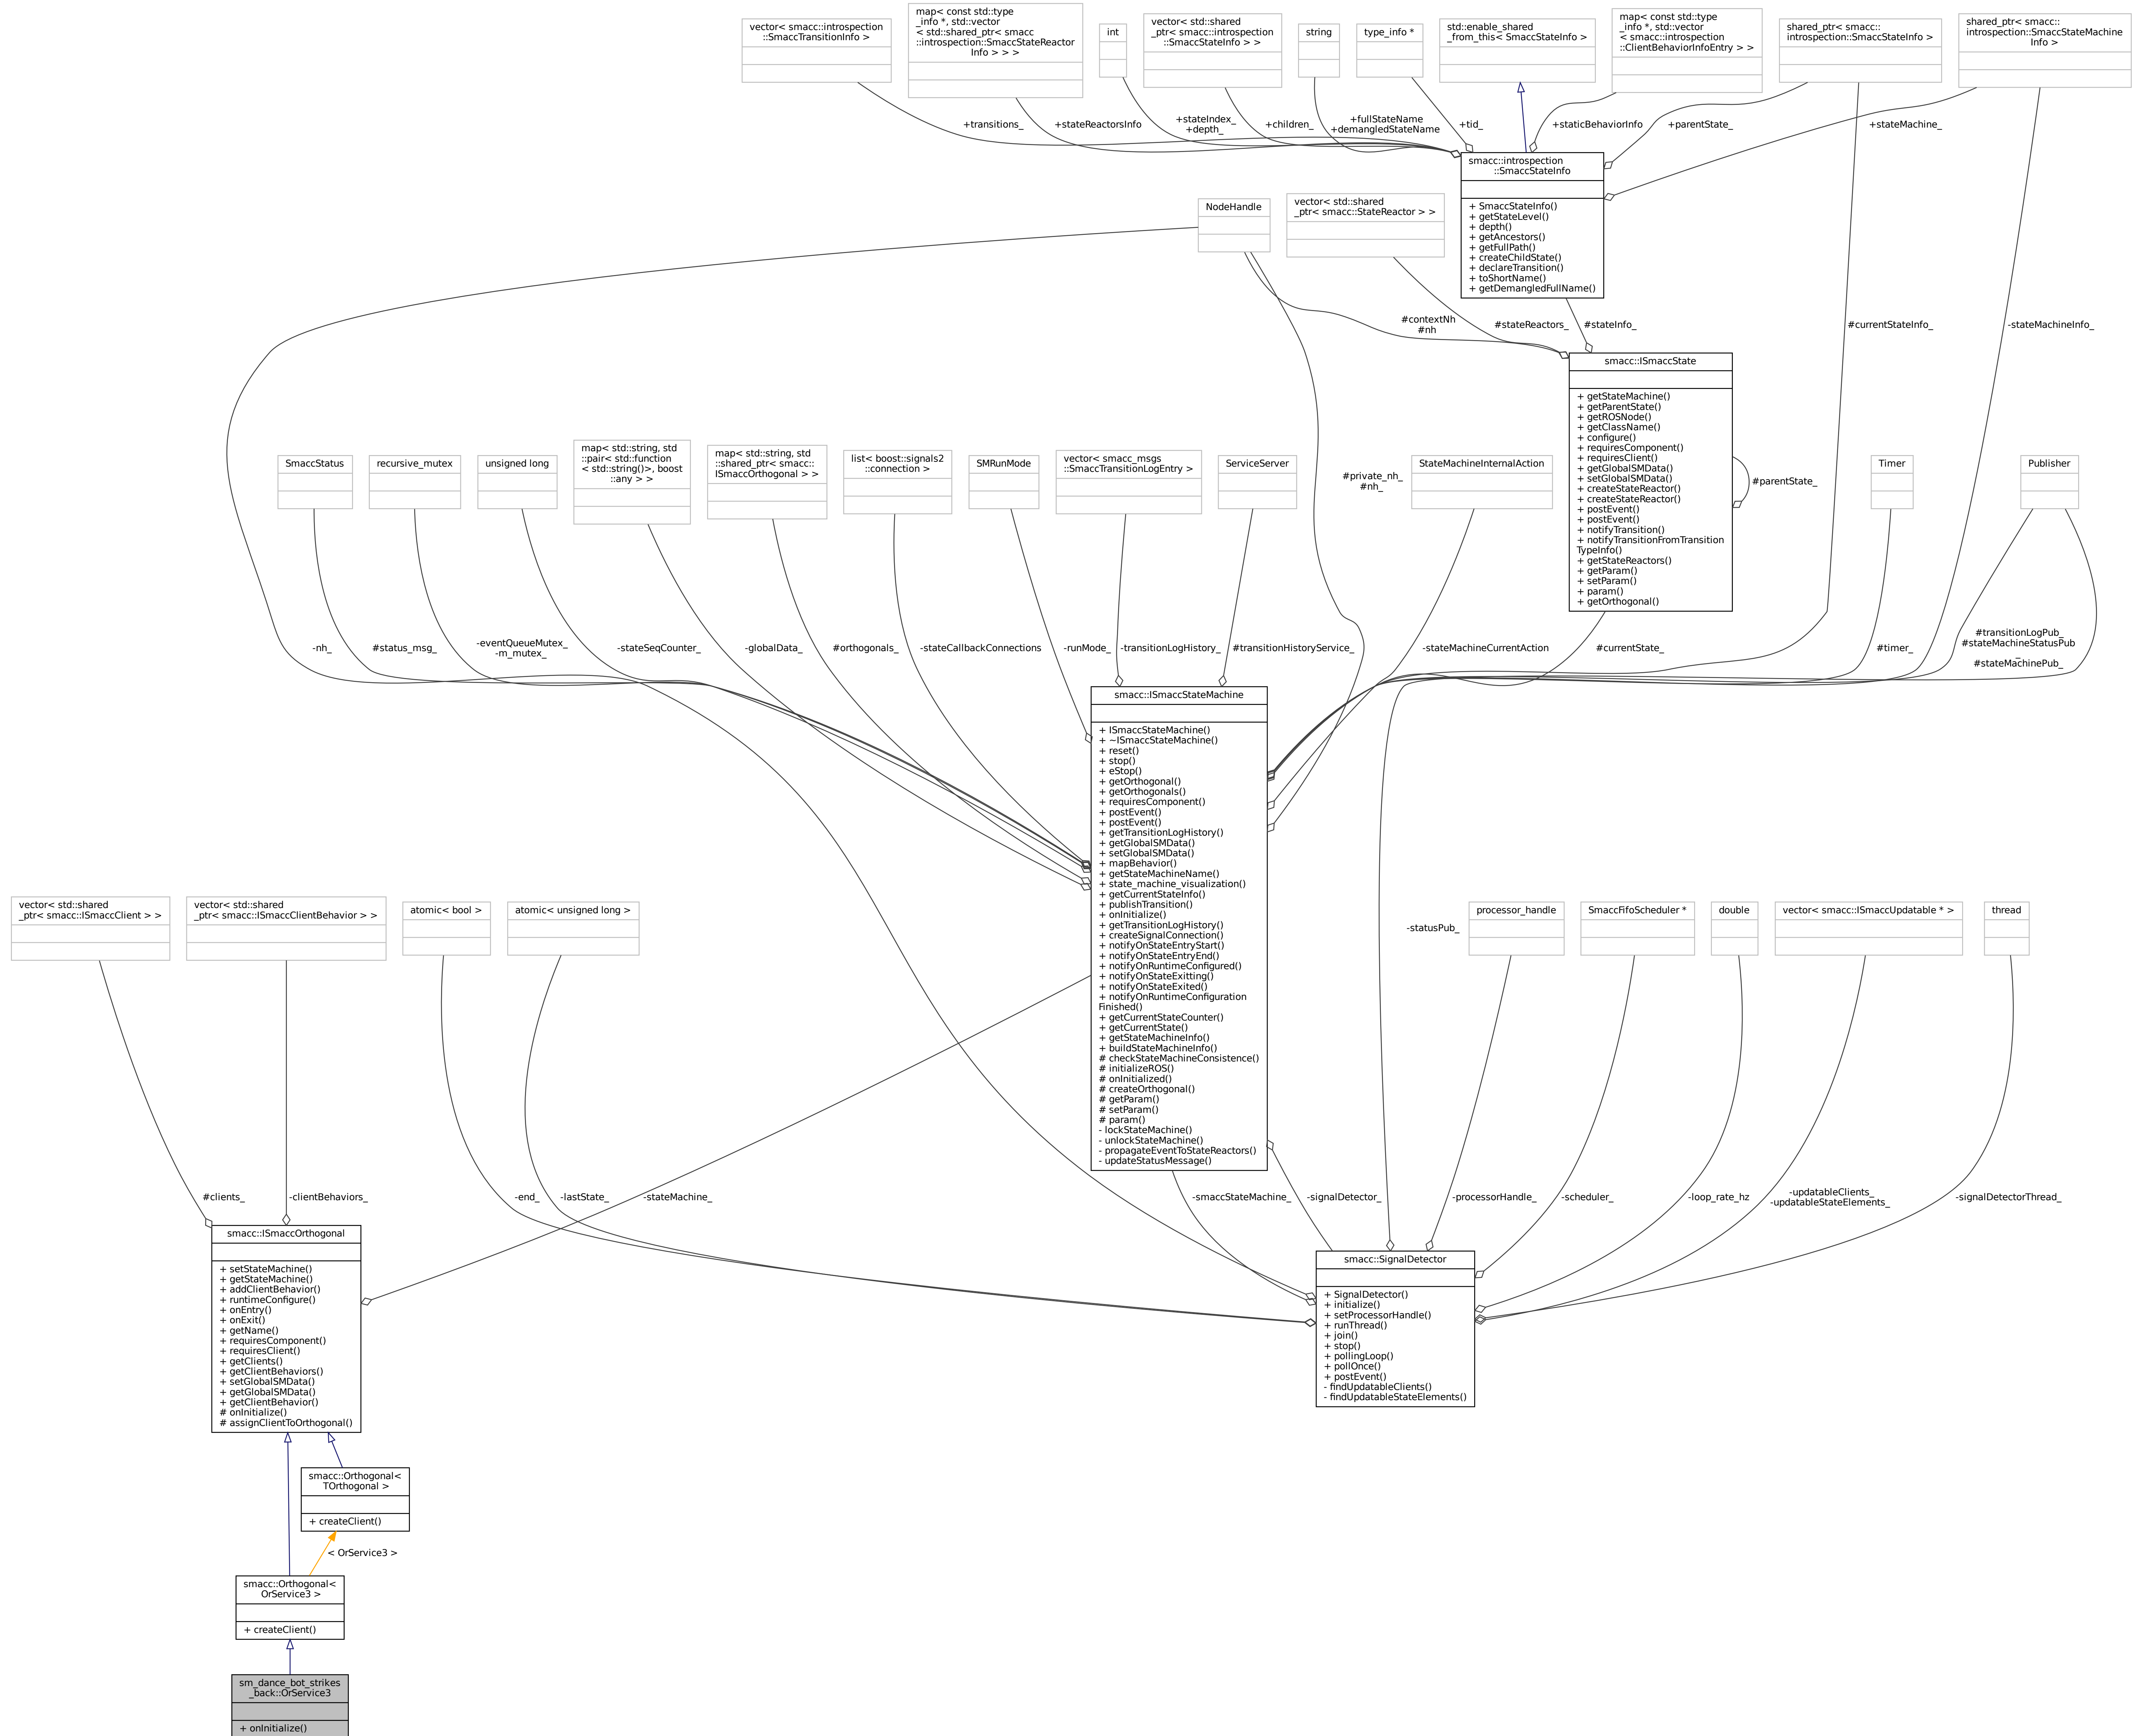 vector< smacc::introspection
::SmaccTransitionInfo >
map< const std::type
_info *, std::vector
< std::shared_ptr< smacc
::introspection::SmaccStateReactor
Info > > >
int
vector< std::shared
_ptr< smacc::introspection
::SmaccStateInfo > >
string
type_info *
std::enable_shared
_from_this< SmaccStateInfo >
map< const std::type
_info *, std::vector
< smacc::introspection
::ClientBehaviorInfoEntry > >
shared_ptr< smacc::
introspection::SmaccStateInfo >
shared_ptr< smacc::
introspection::SmaccStateMachine
Info >
+transitions_
+stateReactorsInfo
+stateIndex_
+depth_
+children_
+fullStateName
+demangledStateName
+tid_
+staticBehaviorInfo
+parentState_
+stateMachine_
smacc::introspection
::SmaccStateInfo
+ SmaccStateInfo()
+ getStateLevel()
+ depth()
+ getAncestors()
+ getFullPath()
+ createChildState()
+ declareTransition()
+ toShortName()
+ getDemangledFullName()
NodeHandle
vector< std::shared
_ptr< smacc::StateReactor > >
#contextNh
#nh
#stateReactors_
#stateInfo_
#currentStateInfo_
-stateMachineInfo_
smacc::ISmaccState
+ getStateMachine()
+ getParentState()
+ getROSNode()
+ getClassName()
+ configure()
+ requiresComponent()
+ requiresClient()
+ getGlobalSMData()
+ setGlobalSMData()
+ createStateReactor()
+ createStateReactor()
+ postEvent()
+ postEvent()
+ notifyTransition()
+ notifyTransitionFromTransition
TypeInfo()
+ getStateReactors()
+ getParam()
+ setParam()
+ param()
+ getOrthogonal()
#parentState_
SmaccStatus
recursive_mutex
unsigned long
map< std::string, std
::pair< std::function
< std::string()>, boost
::any > >
map< std::string, std
::shared_ptr< smacc::
ISmaccOrthogonal > >
list< boost::signals2
::connection >
SMRunMode
vector< smacc_msgs
::SmaccTransitionLogEntry >
ServiceServer
#private_nh_
#nh_
StateMachineInternalAction
Timer
Publisher
-nh_
#status_msg_
-eventQueueMutex_
-m_mutex_
-stateSeqCounter_
-globalData_
#orthogonals_
-stateCallbackConnections
-runMode_
-transitionLogHistory_
#transitionHistoryService_
-stateMachineCurrentAction
#currentState_
#timer_
#transitionLogPub_
#stateMachineStatusPub
_
#stateMachinePub_
smacc::ISmaccStateMachine
+ ISmaccStateMachine()
+ ~ISmaccStateMachine()
+ reset()
+ stop()
+ eStop()
+ getOrthogonal()
+ getOrthogonals()
+ requiresComponent()
+ postEvent()
+ postEvent()
+ getTransitionLogHistory()
+ getGlobalSMData()
+ setGlobalSMData()
+ mapBehavior()
+ getStateMachineName()
+ state_machine_visualization()
+ getCurrentStateInfo()
+ publishTransition()
+ onInitialize()
+ getTransitionLogHistory()
+ createSignalConnection()
+ notifyOnStateEntryStart()
+ notifyOnStateEntryEnd()
+ notifyOnRuntimeConfigured()
+ notifyOnStateExitting()
+ notifyOnStateExited()
+ notifyOnRuntimeConfiguration
Finished()
+ getCurrentStateCounter()
+ getCurrentState()
+ getStateMachineInfo()
+ buildStateMachineInfo()
# checkStateMachineConsistence()
# initializeROS()
# onInitialized()
# createOrthogonal()
# getParam()
# setParam()
# param()
- lockStateMachine()
- unlockStateMachine()
- propagateEventToStateReactors()
- updateStatusMessage()
vector< std::shared
_ptr< smacc::ISmaccClient > >
vector< std::shared
_ptr< smacc::ISmaccClientBehavior > >
atomic< bool >
atomic< unsigned long >
-statusPub_
processor_handle
SmaccFifoScheduler *
double
vector< smacc::ISmaccUpdatable * >
thread
#clients_
-clientBehaviors_
-end_
-lastState_
-stateMachine_
-smaccStateMachine_
-signalDetector_
-processorHandle_
-scheduler_
-loop_rate_hz
-updatableClients_
-updatableStateElements_
-signalDetectorThread_
smacc::ISmaccOrthogonal
+ setStateMachine()
+ getStateMachine()
+ addClientBehavior()
+ runtimeConfigure()
+ onEntry()
+ onExit()
+ getName()
+ requiresComponent()
+ requiresClient()
+ getClients()
+ getClientBehaviors()
+ setGlobalSMData()
+ getGlobalSMData()
+ getClientBehavior()
# onInitialize()
# assignClientToOrthogonal()
smacc::SignalDetector
+ SignalDetector()
+ initialize()
+ setProcessorHandle()
+ runThread()
+ join()
+ stop()
+ pollingLoop()
+ pollOnce()
+ postEvent()
- findUpdatableClients()
- findUpdatableStateElements()
smacc::Orthogonal<
TOrthogonal >
+ createClient()
< OrService3 >
smacc::Orthogonal<
OrService3 >
+ createClient()
sm_dance_bot_strikes
_back::OrService3
+ onInitialize()